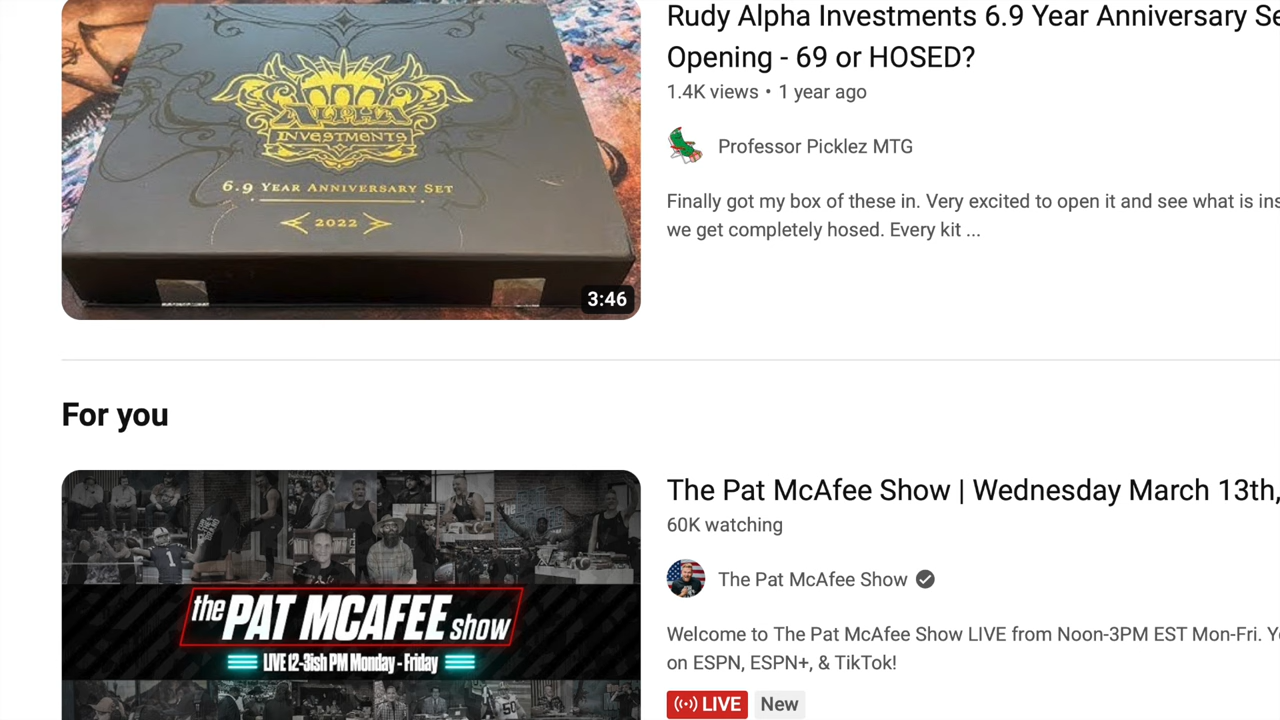 Rudy Alpha Investments 6.9 Year Anniversary Se
Opening - 69 or HOSED?
1.4K views • 1 year ago
Professor Picklez MTG
Finally got my box of these in. Very excited to open it and see what is ins
we get completely hosed. Every kit ...
ALPHA
INVESTMENTS
6.9 YEAR ANNIVERSARY SET
2022
3:46
For you
The Pat McAfee Show | Wednesday March 13th,
60K watching
The Pat McAfee Show
Welcome to The Pat McAfee Show LIVE from Noon-3PM EST Mon-Fri. Yo
on ESPN, ESPN+, & TikTok!
LIVE New
the PAT MCAFEE show
LIVE 12-3ish PM Monday - Friday
1
50